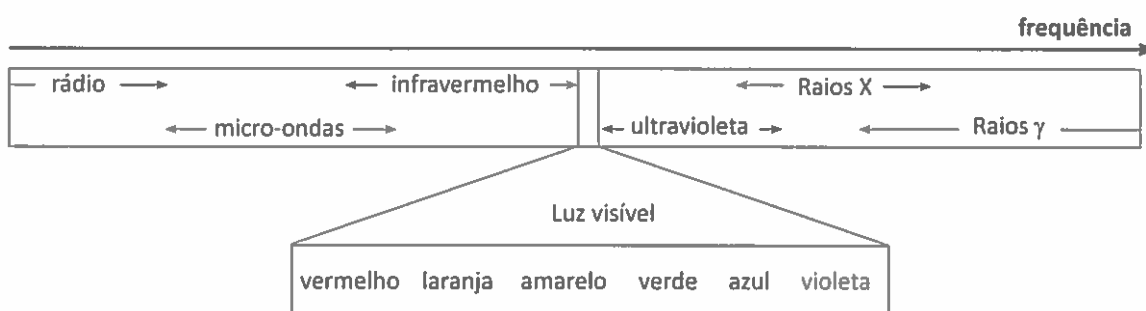 frequência
rádio infravermelho Raios X
micro-ondas ultravioleta Raios γ
Luz visível
vermelho laranja amarelo verde azul violeta